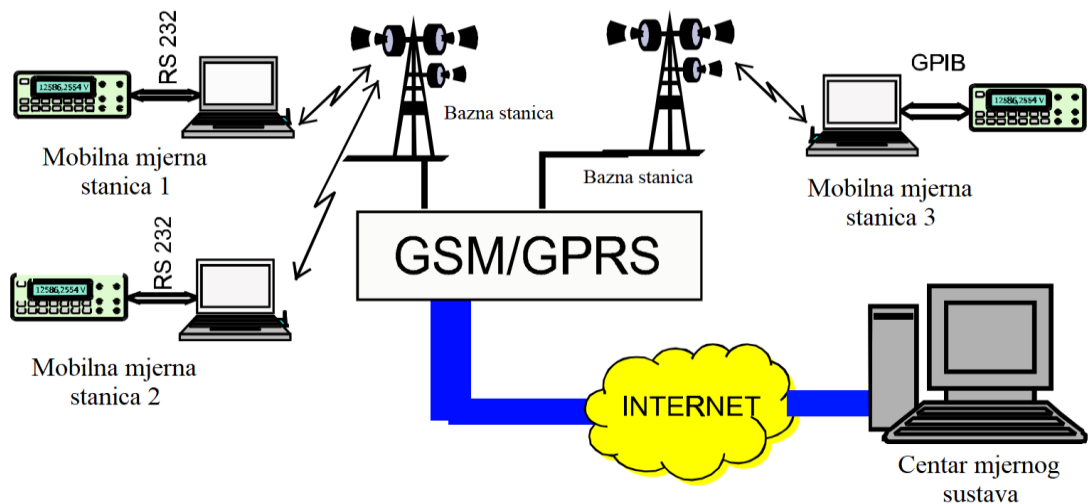 RS 232
12586,2554 V
Mobilna mjerna
stanica 1
Bazna stanica
Bazna stanica
GPIB
12586,2554 V
Mobilna mjerna
stanica 3
RS 232
12586,2554 V
Mobilna mjerna
stanica 2
GSM/GPRS
INTERNET
Centar mjernog
sustava